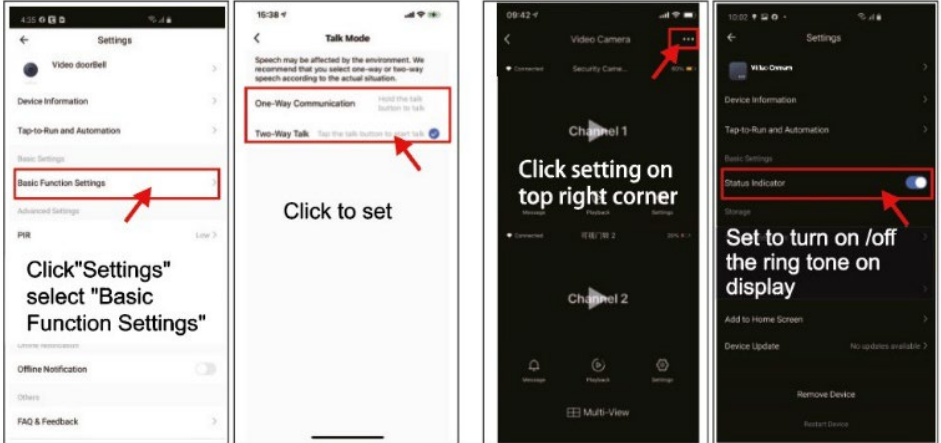 4:35
Settings
Video doorBell
Device Information
Tap-to-Run and Automation
Basic Settings
Basic Function Settings
Advanced Settings
PIR
Low
Click"Settings"
select "Basic
Function Settings"
Offline Notification
Offline Notification
Others
FAQ & Feedback
15:38
Talk Mode
Speech may be affected by the environment. We
recommend that you select one-way or two-way
speech according to the actual situation.
One-Way Communication
Hold the talk
button to talk
Two-Way Talk
Tap the talk button to start talk
Click to set
09:42
Video Camera
Connected
Security Came...
Channel 1
Click setting on
top right corner
Message
Playback
Settings
Connected
2
Channel 2
Message
Playback
Settings
Multi-View
10:02
Settings
Device Information
Tap-to-Run and Automation
Basic Settings
Status Indicator
Storage
Set to turn on /off
the ring tone on
display
Add to Home Screen
Device Update
No updates available
Remove Device
Restart Device